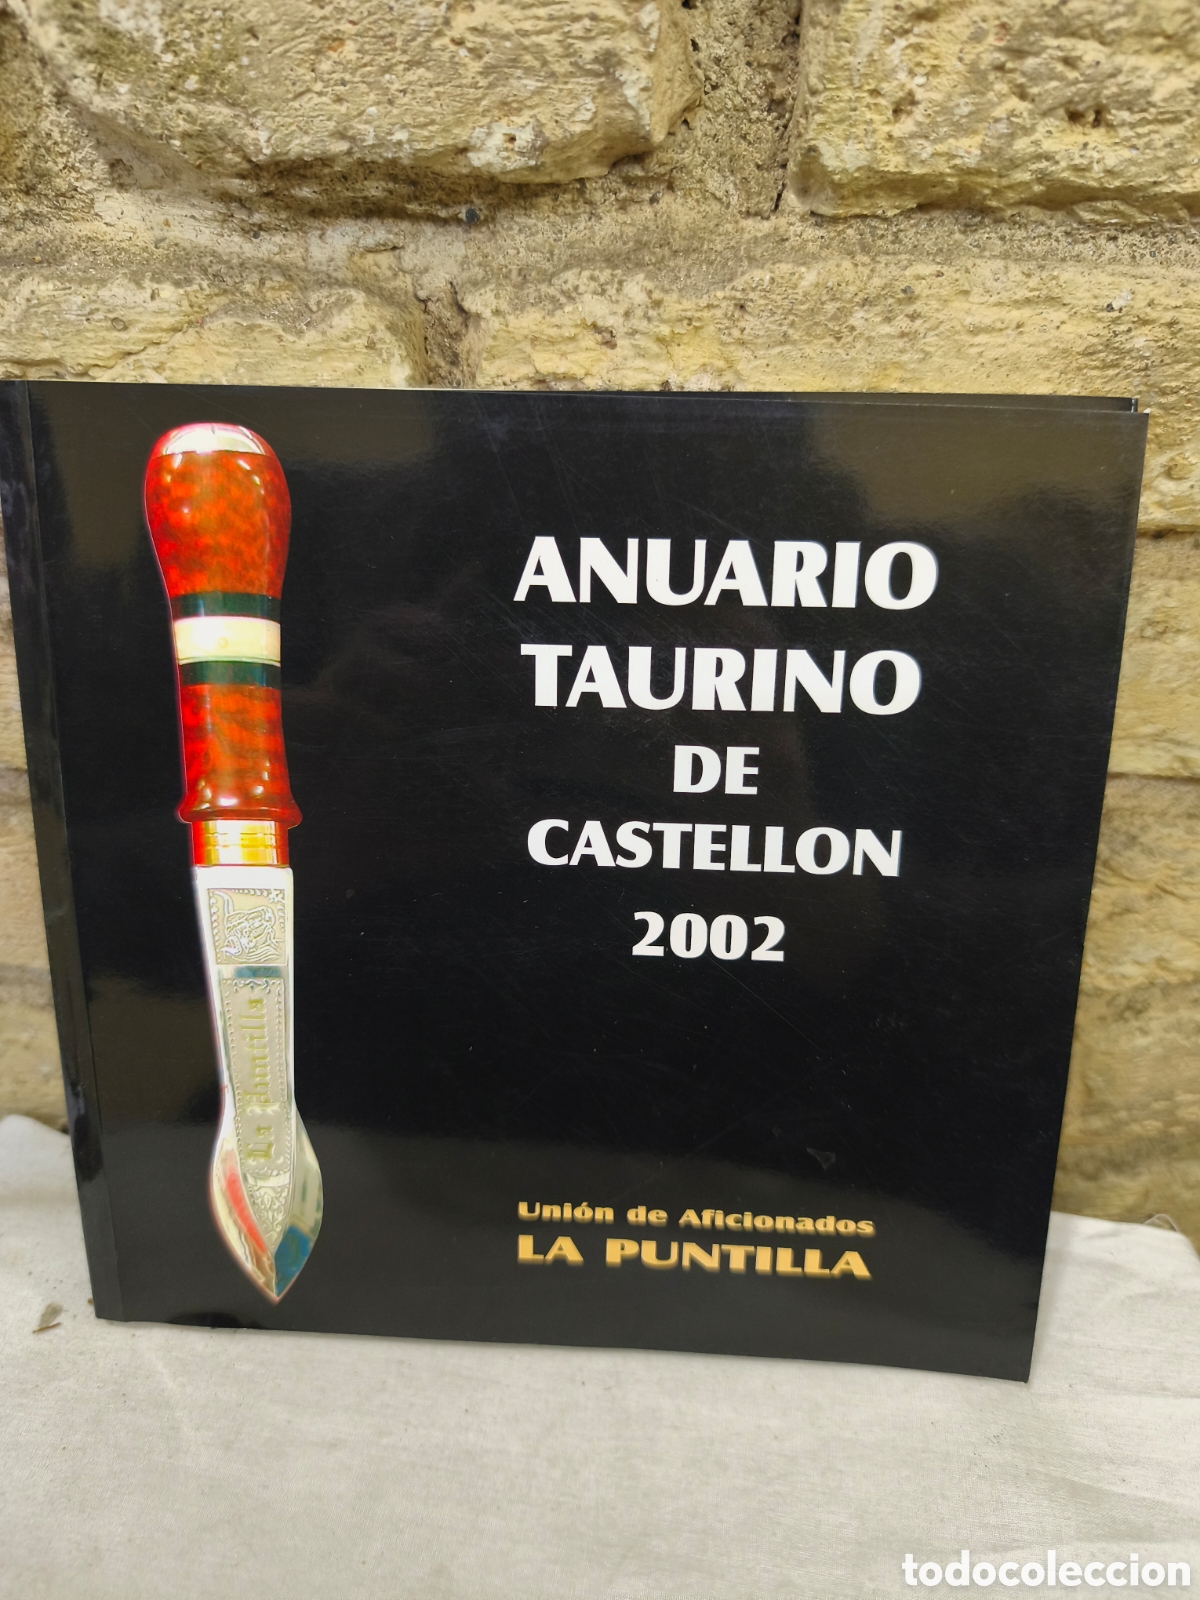 ANUARIO
TAURINO
DE
CASTELLON
2002
La Puntilla
Unión de Aficionados
LA PUNTILLA
todocoleccion